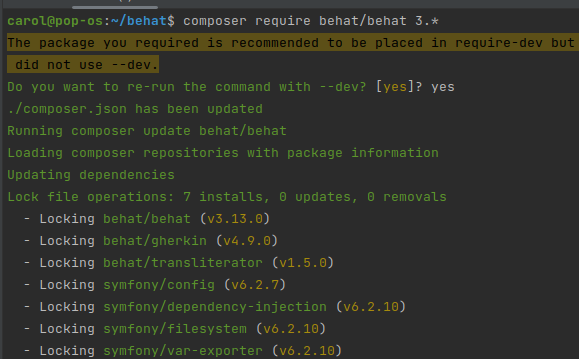 carol@pop-os:~/behat$ composer require behat/behat 3.*
The package you required is recommended to be placed in require-dev but
did not use --dev.
Do you want to re-run the command with --dev? [yes]? yes
./composer.json has been updated
Running composer update behat/behat
Loading composer repositories with package information
Updating dependencies
Lock file operations: 7 installs, 0 updates, 0 removals
- Locking behat/behat (v3.13.0)
- Locking behat/gherkin (v4.9.0)
- Locking behat/transliterator (v1.5.0)
- Locking symfony/config (v6.2.7)
- Locking symfony/dependency-injection (v6.2.10)
- Locking symfony/filesystem (v6.2.10)
- Locking symfony/var-exporter (v6.2.10)